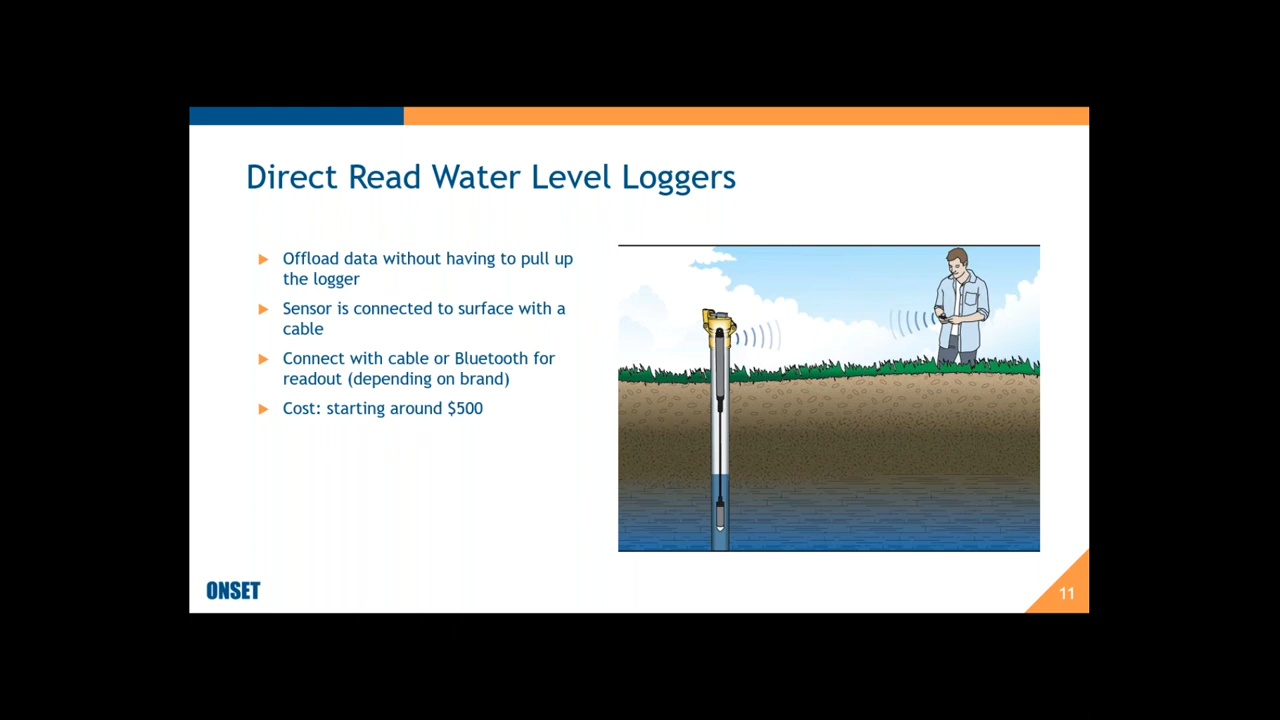 Direct Read Water Level Loggers
Offload data without having to pull up
the logger
Sensor is connected to surface with a
cable
Connect with cable or Bluetooth for
readout (depending on brand)
Cost: starting around $500
ONSET
11